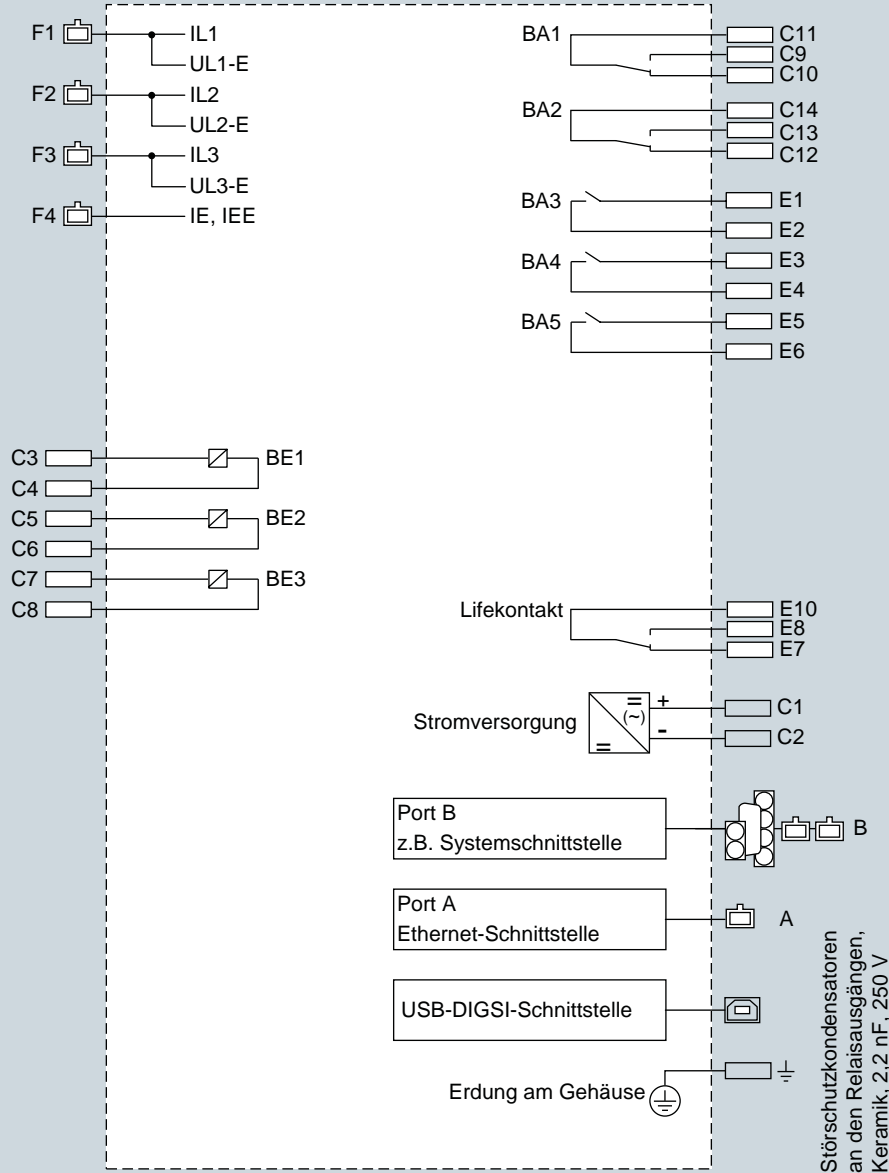 F1 IL1
UL1-E
F2 IL2
UL2-E
F3 IL3
UL3-E
F4 IE, IEE
BA1 C11
C9
C10
BA2 C14
C13
C12
BA3 E1
E2
BA4 E3
E4
BA5 E5
E6
C3 BE1
C4
C5 BE2
C6
C7 BE3
C8
Lifekontakt E10
E8
E7
Stromversorgung = (~) = + C1
- C2
Port B
z.B. Systemschnittstelle
B
Port A
Ethernet-Schnittstelle
A
USB-DIGSI-Schnittstelle
Erdung am Gehäuse
Störschutzkondensatoren
an den Relaisausgängen,
Keramik, 2,2 nF, 250 V